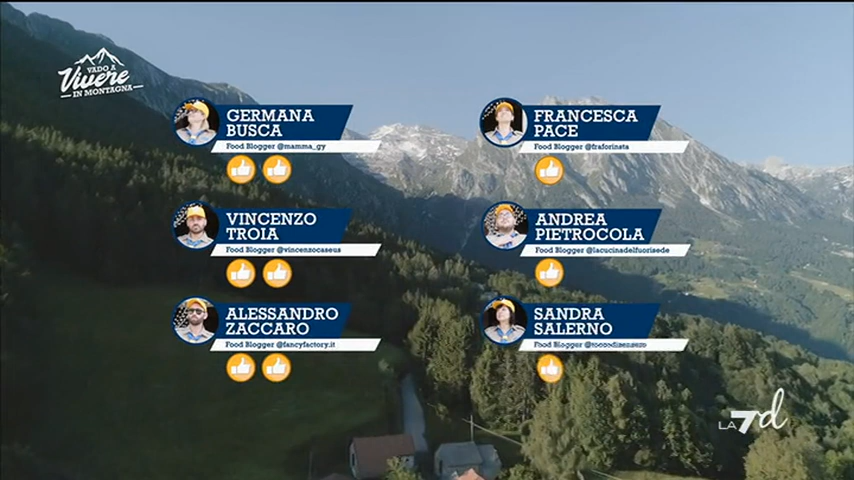 VADO A
Vivere
IN MONTAGNA
GERMANA
BUSCA
Food Blogger @mamma_gy
FRANCESCA
PACE
Food Blogger @fraforinsta
VINCENZO
TROIA
Food Blogger @vincenzocaseus
ANDREA
PIETROCOLA
Food Blogger @lacucinadelfuorisede
ALESSANDRO
ZACCARO
Food Blogger @fancyfactory.it
SANDRA
SALERNO
Food Blogger @toccodizenzero
LA7d